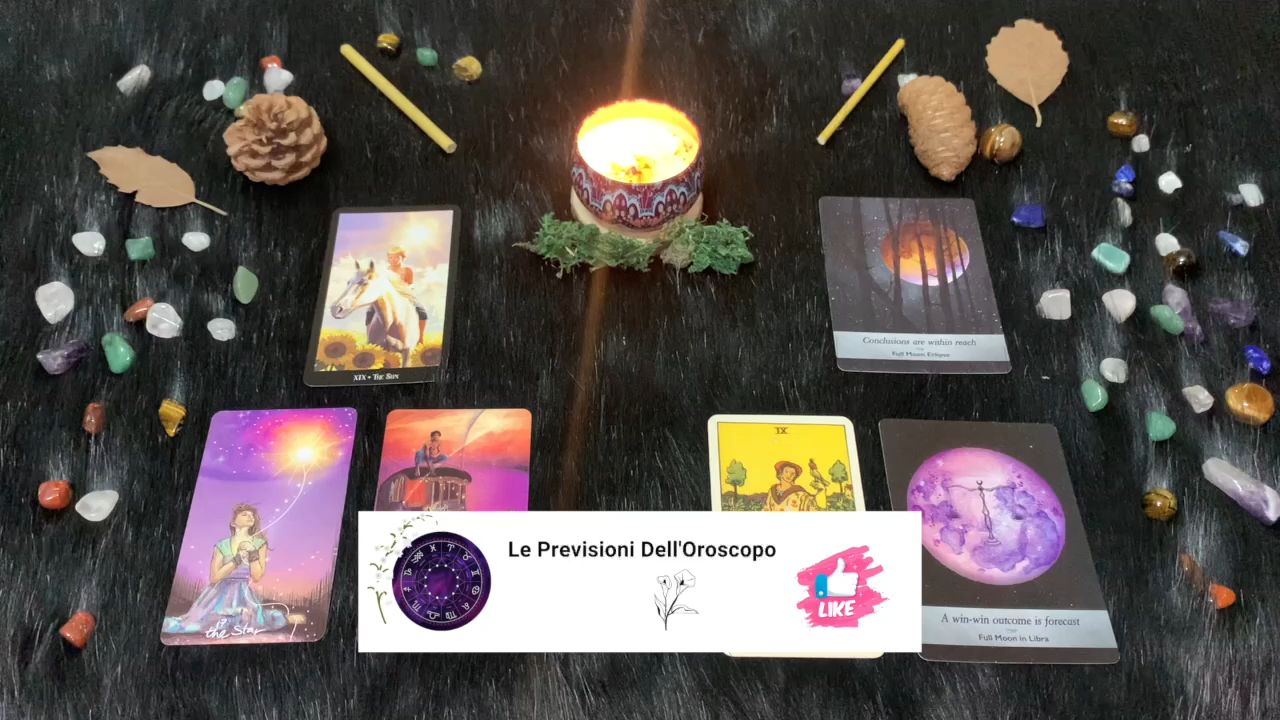 XIX • The Sun
Conclusions are within reach
Full Moon Eclipse
IX
Le Previsioni Dell'Oroscopo
LIKE
the Star
A win-win outcome is forecast
Full Moon in Libra